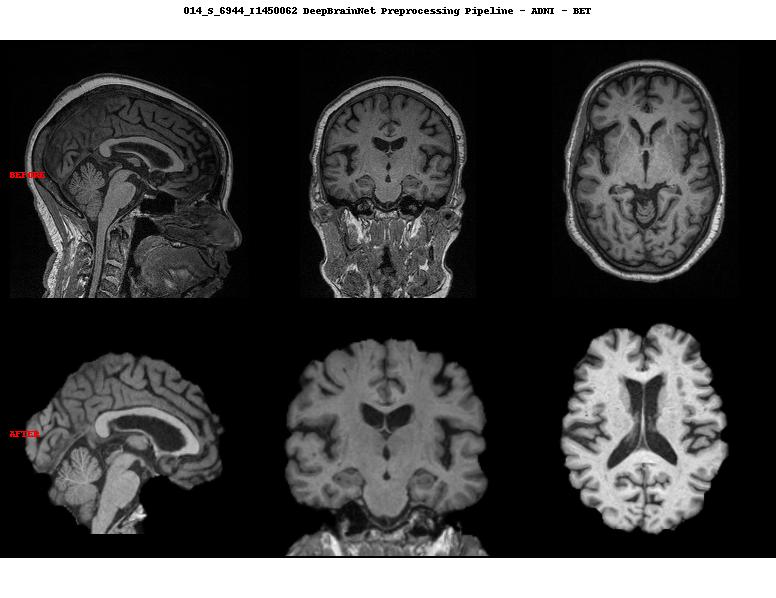 014_S_6944_I1450062 DeepBrainNet Preprocessing Pipeline - ADNI - BET
BEFORE
AFTER